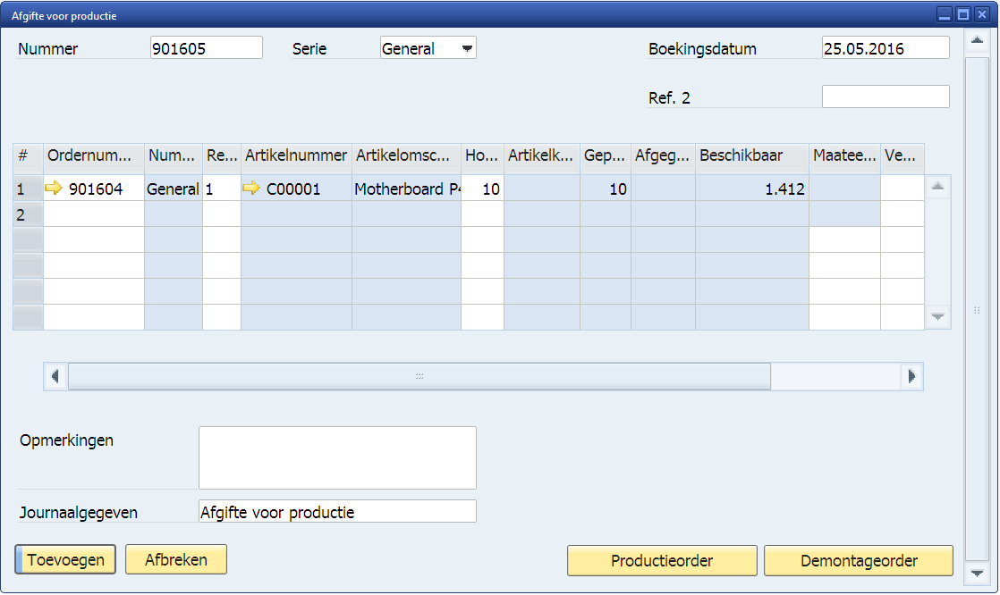 Afgifte voor productie
Nummer 901605 Serie General Boekingsdatum 25.05.2016
Ref. 2
# Ordernum... Num... Re... Artikelnummer Artikelomsc... Ho... Artikelk... Gep... Afgeg... Beschikbaar Maatee... Ve...
1 901604 General 1 C00001 Motherboard P4 10 10 1.412
2
Opmerkingen
Journaalgegeven Afgifte voor productie
Toevoegen Afbreken Productieorder Demontageorder